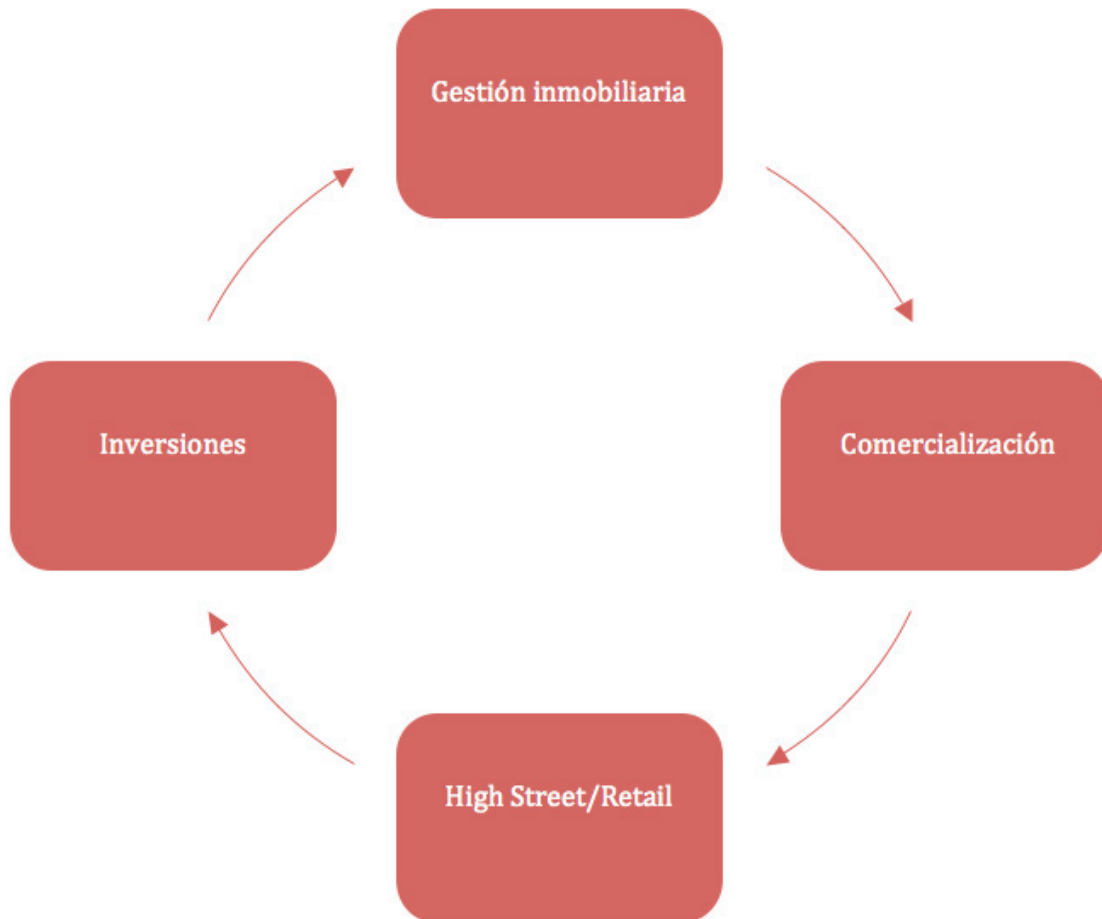 Gestión inmobiliaria
Inversiones
Comercialización
High Street/Retail